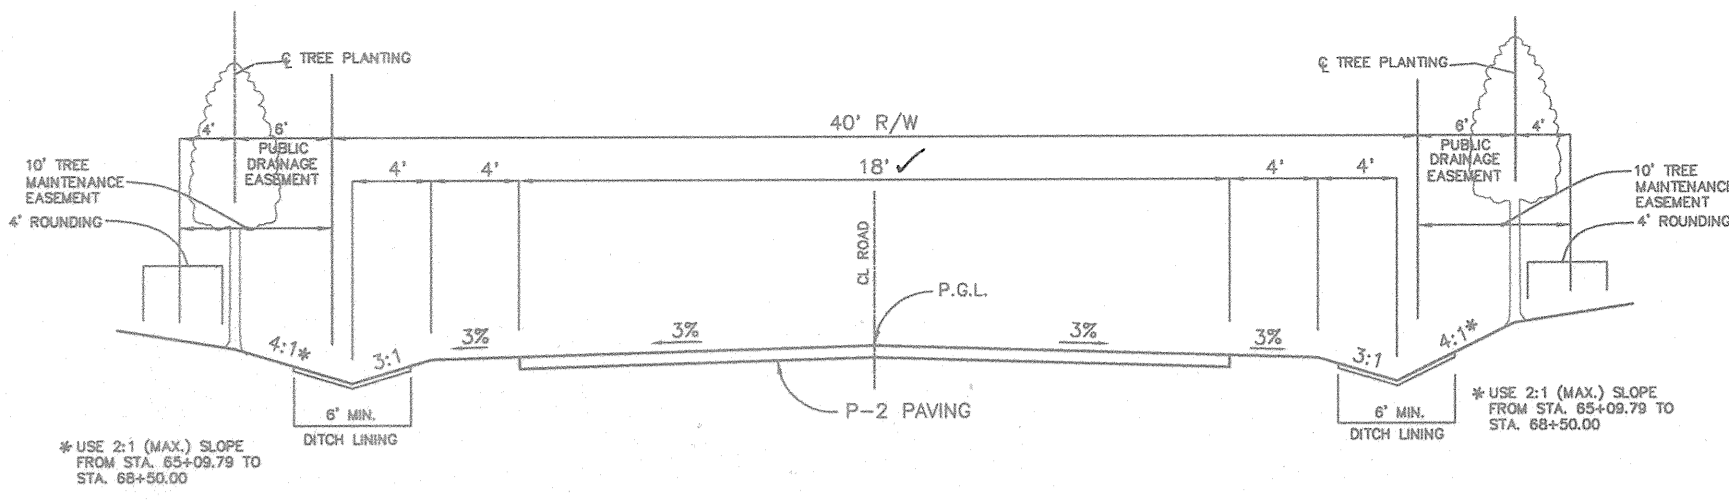 ℄ TREE PLANTING
℄ TREE PLANTING
40' R/W
4' 6'
6' 4'
PUBLIC
DRAINAGE
EASEMENT
PUBLIC
DRAINAGE
EASEMENT
10' TREE
MAINTENANCE
EASEMENT
4' ROUNDING
4' 4' 18' ✓ 4' 4'
10' TREE
MAINTENANCE
EASEMENT
4' ROUNDING
CL ROAD
P.G.L.
4:1*
3:1
3%
3%
3%
3%
3:1
4:1*
P-2 PAVING
6' MIN.
DITCH LINING
6' MIN.
DITCH LINING
* USE 2:1 (MAX.) SLOPE
FROM STA. 65+09.79 TO
STA. 68+50.00
* USE 2:1 (MAX.) SLOPE
FROM STA. 65+09.79 TO
STA. 68+50.00